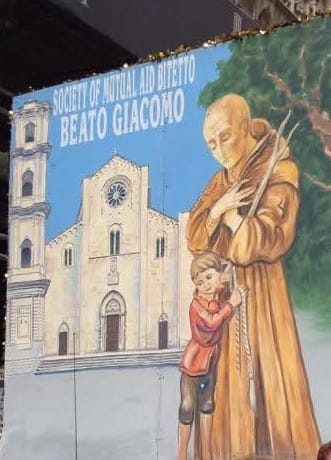 SOCIETY OF MUTUAL AID BITETTO
BEATO GIACOMO